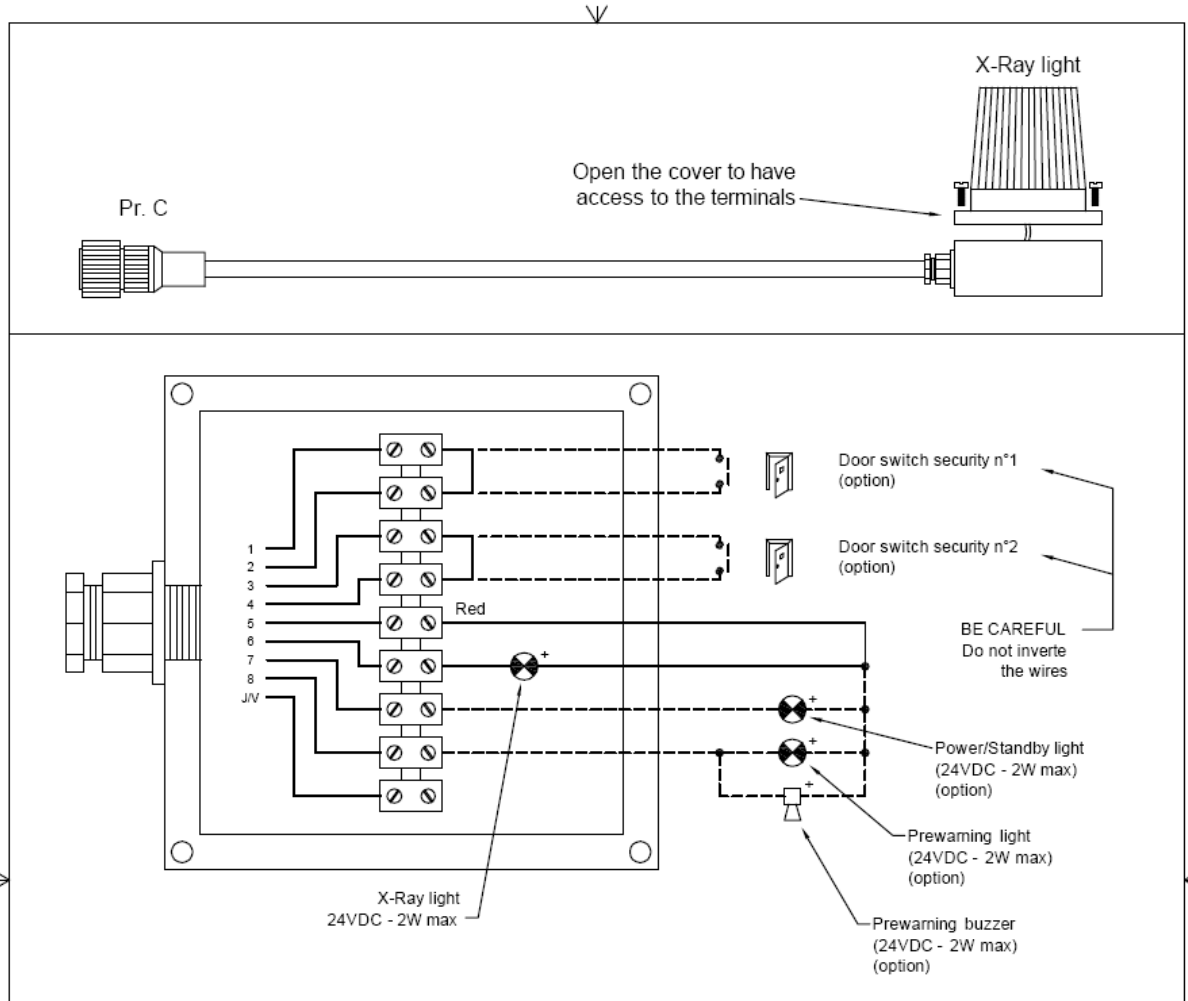 X-Ray light
Open the cover to have
access to the terminals
Pr. C
1
2
3
4
5
6
7
8
J/V
Red
+
+
+
+
Door switch security n°1
(option)
Door switch security n°2
(option)
BE CAREFUL
Do not inverte
the wires
Power/Standby light
(24VDC - 2W max)
(option)
Prewarning light
(24VDC - 2W max)
(option)
Prewarning buzzer
(24VDC - 2W max)
(option)
X-Ray light
24VDC - 2W max